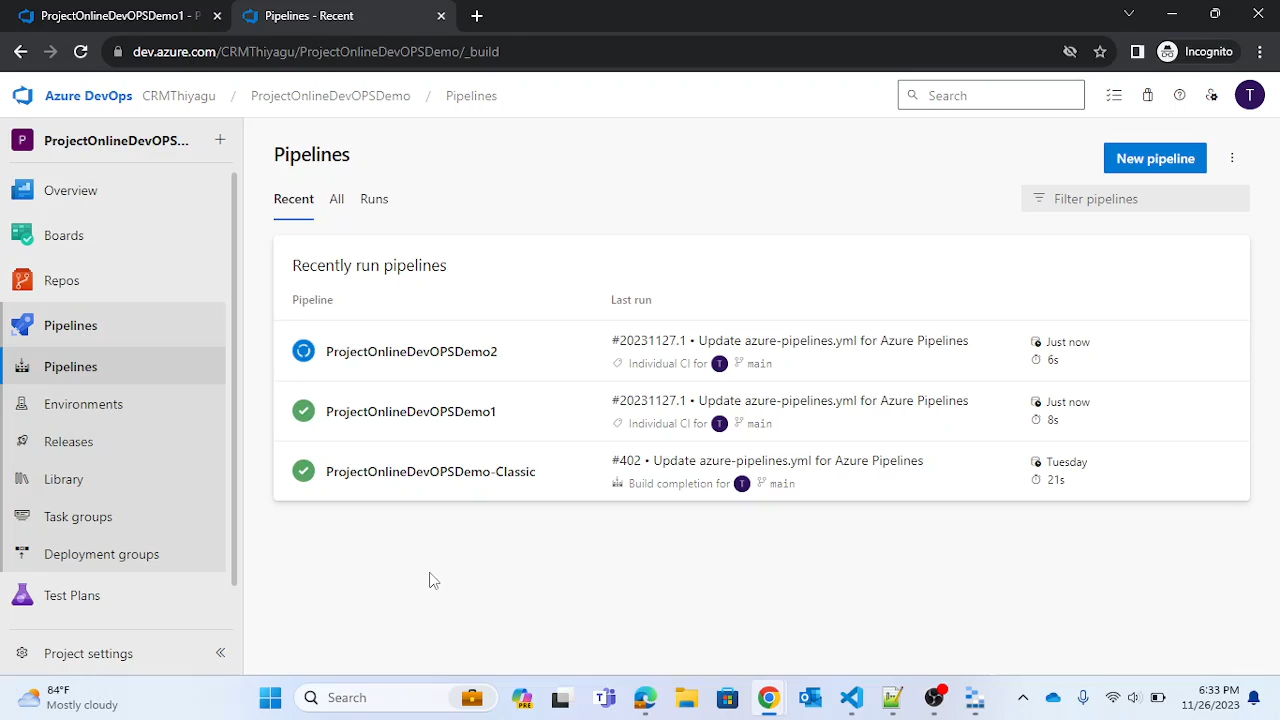 ProjectOnlineDevOPSDemo1 - P
Pipelines - Recent
dev.azure.com/CRMThiyagu/ProjectOnlineDevOPSDemo/_build
Incognito
Azure DevOps CRMThiyagu / ProjectOnlineDevOPSDemo / Pipelines
Search
T
P ProjectOnlineDevOPS...
Overview
Boards
Repos
Pipelines
Pipelines
Environments
Releases
Library
Task groups
Deployment groups
Test Plans
Project settings
Pipelines
New pipeline
Recent All Runs
Filter pipelines
Recently run pipelines
Pipeline Last run
ProjectOnlineDevOPSDemo2
#20231127.1 • Update azure-pipelines.yml for Azure Pipelines
Individual CI for T main
Just now
6s
ProjectOnlineDevOPSDemo1
#20231127.1 • Update azure-pipelines.yml for Azure Pipelines
Individual CI for T main
Just now
8s
ProjectOnlineDevOPSDemo-Classic
#402 • Update azure-pipelines.yml for Azure Pipelines
Build completion for T main
Tuesday
21s
84°F
Mostly cloudy
Search
PRE
6:33 PM
11/26/2023